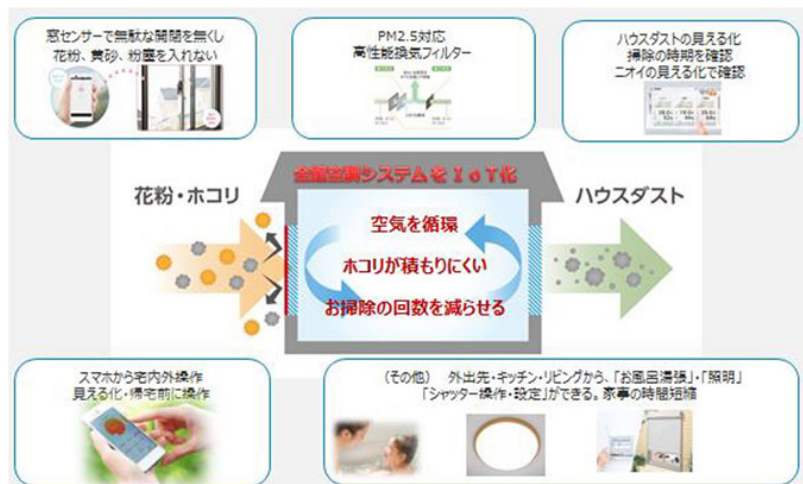 窓センサーで無駄な開閉を無くし
花粉、黄砂、粉塵を入れない
PM2.5対応
高性能換気フィルター
ハウスダストの見える化
掃除の時期を確認
ニオイの見える化で確認
全館空調システムをIoT化
花粉・ホコリ
ハウスダスト
空気を循環
ホコリが積もりにくい
お掃除の回数を減らせる
スマホから宅内外操作
見える化・帰宅前に操作
(その他) 外出先・キッチン・リビングから、「お風呂湯張」・「照明」
「シャッター操作・設定」ができる。家事の時間短縮